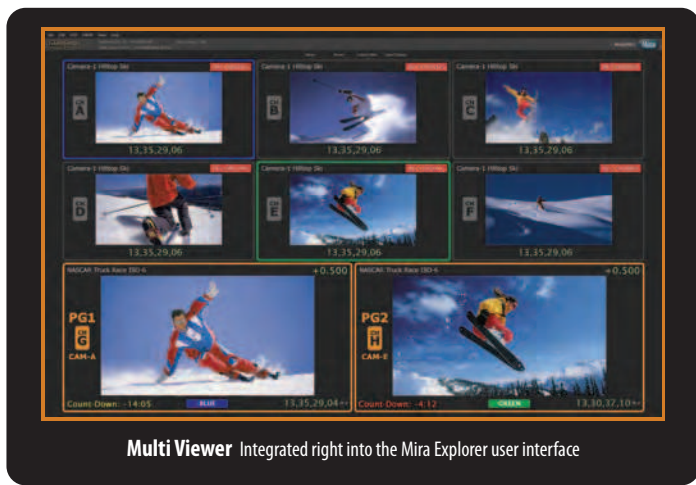 Camera-1 Hilltop Ski
CH A
13,35,29,06
Camera-1 Hilltop Ski
CH B
13,35,29,06
Camera-1 Hilltop Ski
CH C
13,35,29,06
Camera-1 Hilltop Ski
CH D
13,35,29,06
Camera-1 Hilltop Ski
CH E
13,35,29,06
Camera-1 Hilltop Ski
CH F
13,35,29,06
NASCAR Truck Race ISO-6 +0.500
PG1
CH G
CAM-A
Count-Down: -14:05 BLUE 13,35,29,04
NASCAR Truck Race ISO-6 +0.500
PG2
CH H
CAM-E
Count-Down: -4:12 GREEN 13,30,37,10
Multi Viewer Integrated right into the Mira Explorer user interface